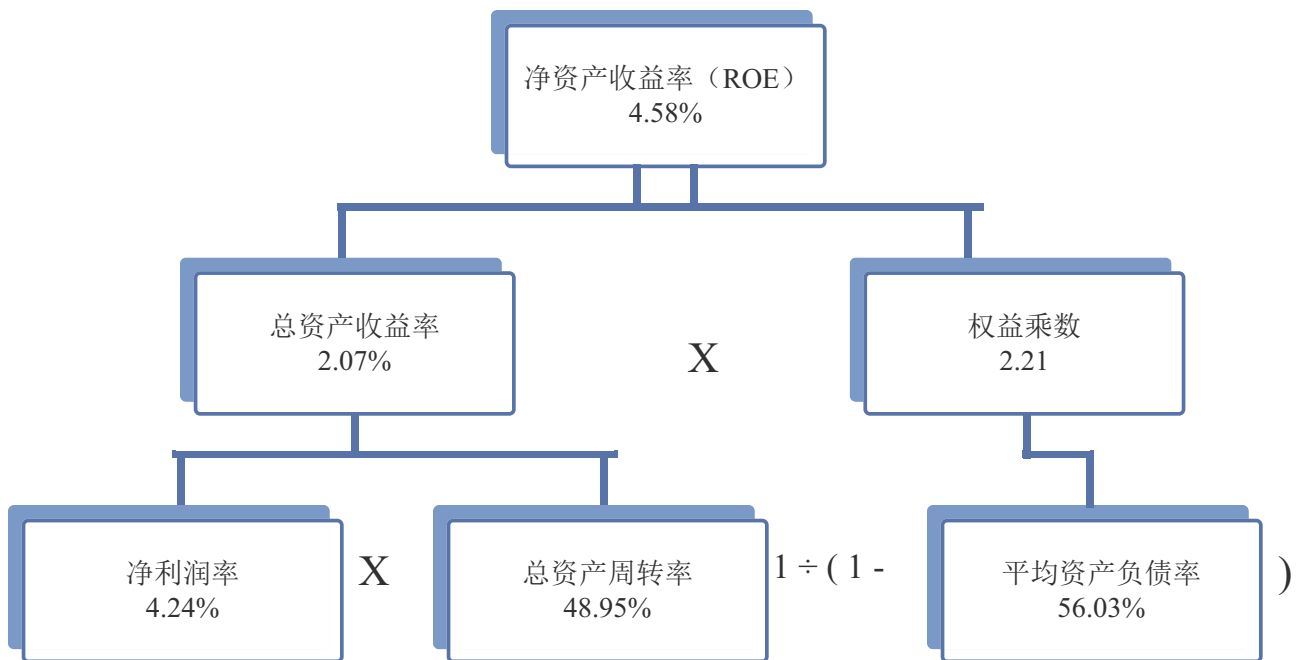 净资产收益率（ROE）
4.58%
总资产收益率
2.07%
X
权益乘数
2.21
净利润率
4.24%
X
总资产周转率
48.95%
1 ÷ ( 1 -
平均资产负债率
56.03%
)